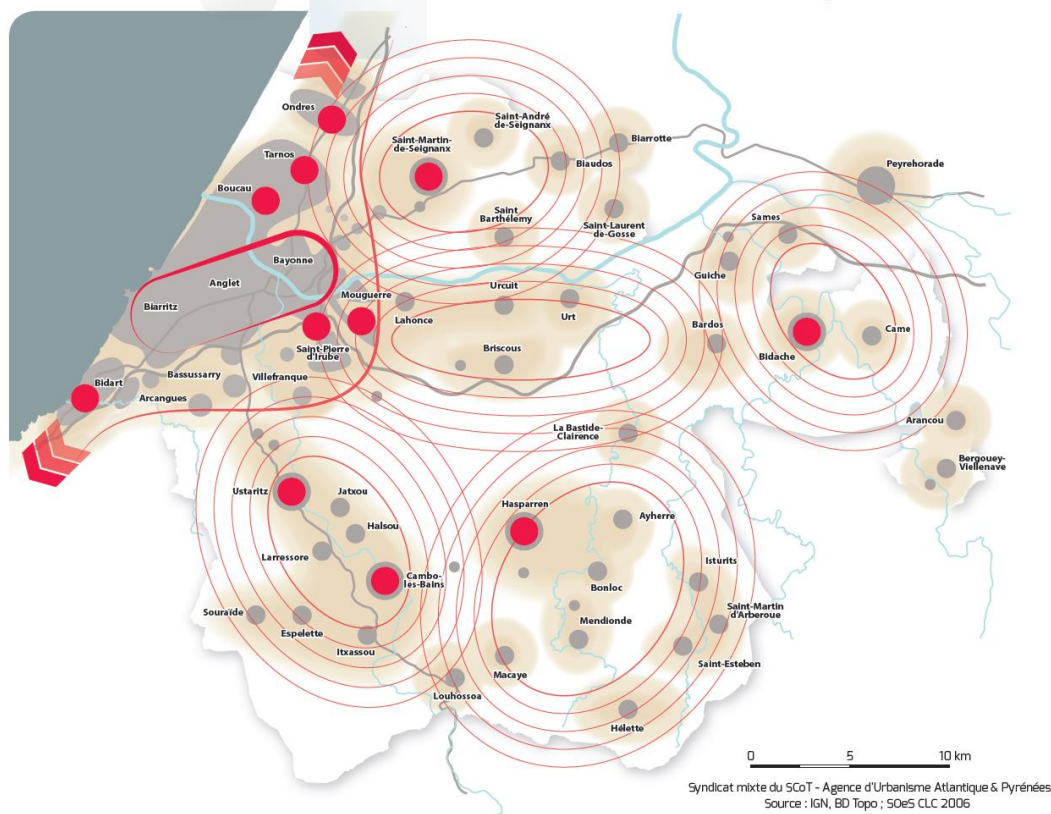 Ondres
Saint-André
de-Seignanx
Saint-Martin-
de-Seignanx
Biarrotte
Tarnos
Biaudos
Peyrehorade
Boucau
Saint
Barthélemy
Saint-Laurent
de-Gosse
Sames
Bayonne
Guiche
Anglet
Mouguerre
Urcuit
Biarritz
Lahonce
Urt
Bardos
Came
Saint-Pierre
d'Irube
Briscous
Bidache
Bidart
Bassussarry
Villefranque
Arcangues
La Bastide-
Clairence
Arancou
Bergouey-
Viellenave
Ustaritz
Jatxou
Hasparren
Ayherre
Halsou
Larressore
Isturits
Cambo-
les-Bains
Bonloc
Saint-Martin
d'Arberoue
Souraïde
Mendionde
Espelette
Itxassou
Saint-Esteben
Macaye
Louhossoa
Hélette
0 5 10 km
Syndicat mixte du SCoT - Agence d'Urbanisme Atlantique & Pyrénées
Source : IGN, BD Topo ; SOeS CLC 2006